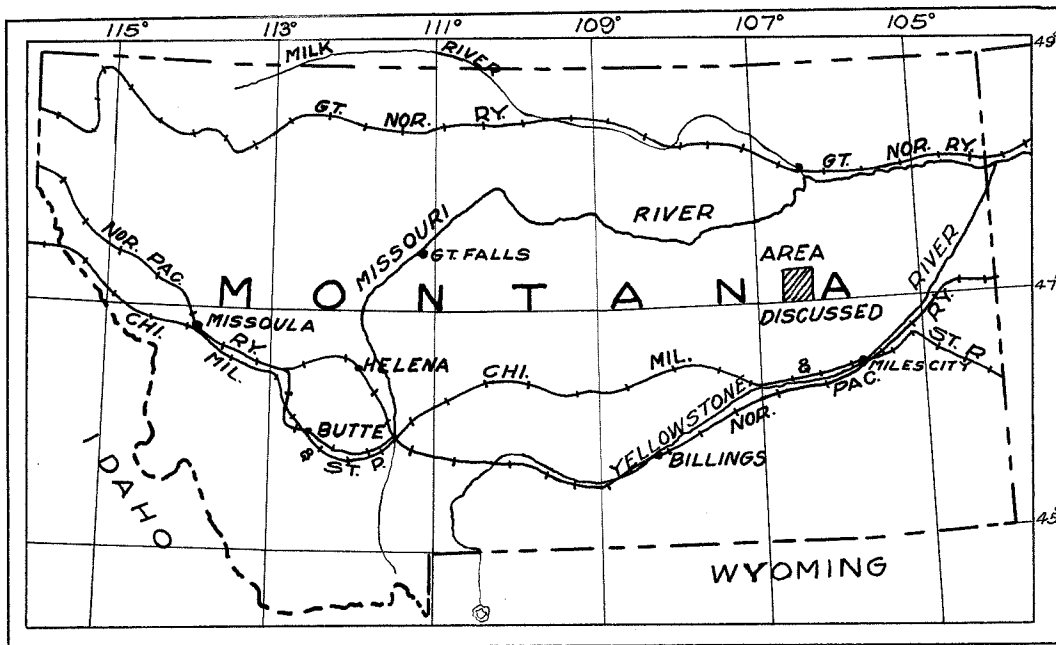 115° 113° 111° 109° 107° 105°
49°
MILK RIVER
GT. NOR. RY.
GT. NOR. RY.
NOR. PAC. RY.
MISSOURI RIVER
GT. FALLS
AREA
MONTANA
47°
DISCUSSED
RIVER
RY.
CHI. MIL. & ST. P.
MISSOULA
HELENA
CHI. MIL. & ST. P.
MILES CITY
BUTTE
YELLOWSTONE
NOR. PAC.
BILLINGS
IDAHO
45°
WYOMING